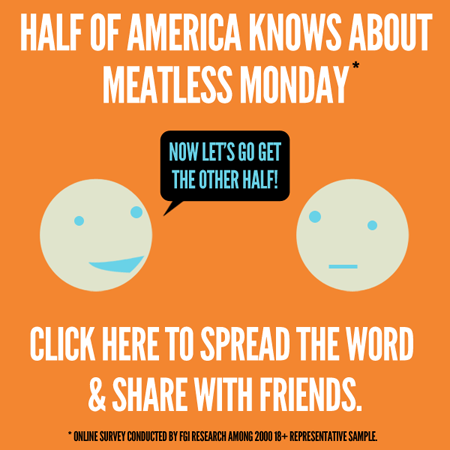 HALF OF AMERICA KNOWS ABOUT
MEATLESS MONDAY*
NOW LET'S GO GET
THE OTHER HALF!
CLICK HERE TO SPREAD THE WORD
& SHARE WITH FRIENDS.
* ONLINE SURVEY CONDUCTED BY FGI RESEARCH AMONG 2000 18+ REPRESENTATIVE SAMPLE.